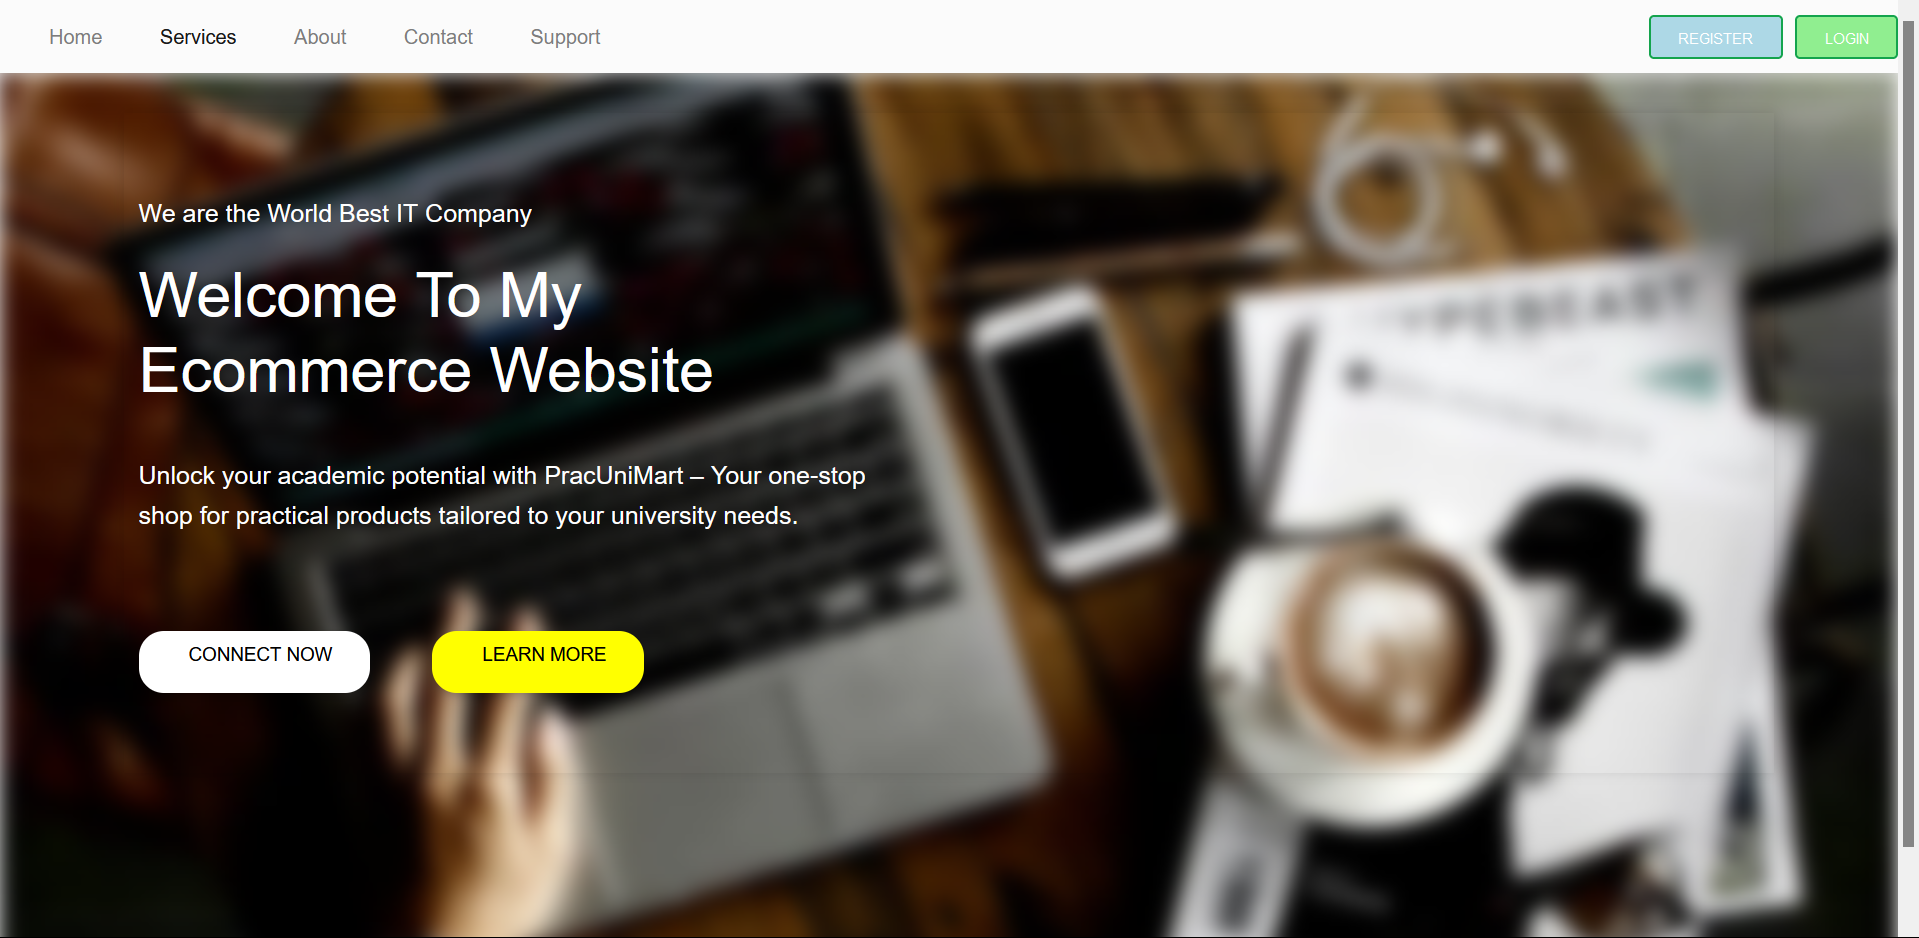 Home Services About Contact Support REGISTER LOGIN
We are the World Best IT Company
Welcome To My
Ecommerce Website
Unlock your academic potential with PracUniMart – Your one-stop
shop for practical products tailored to your university needs.
CONNECT NOW LEARN MORE